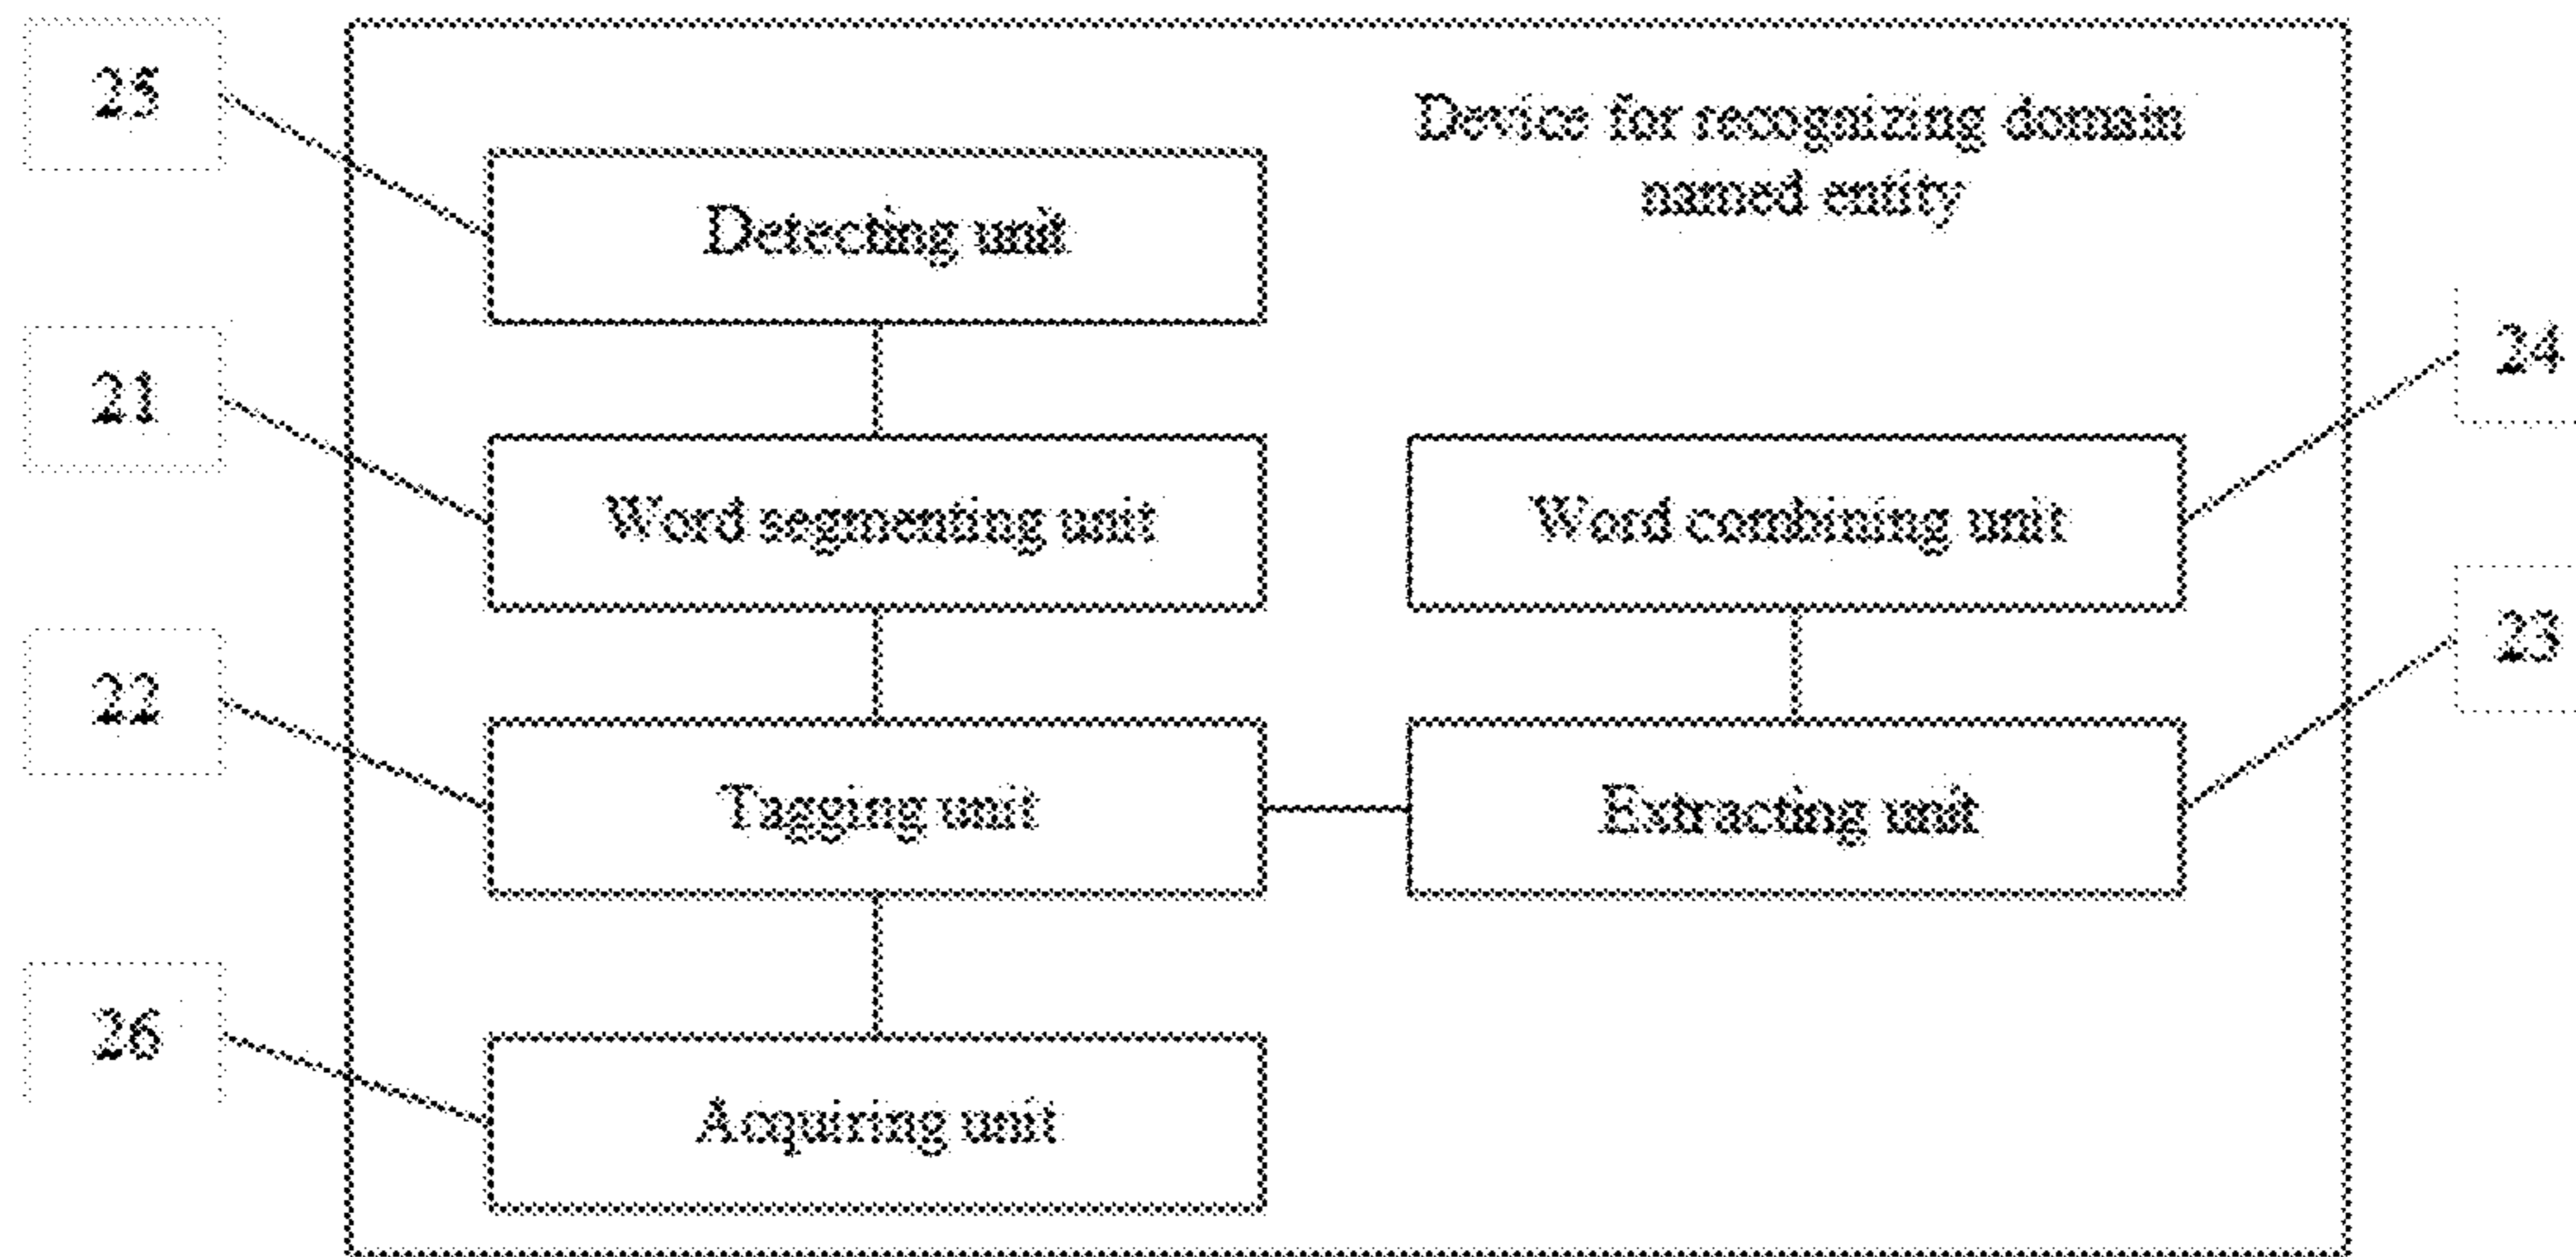 25
Device for recognizing domain
named entity
Detecting unit
24
21
Word segmenting unit
Word combining unit
23
22
Tagging unit
Extracting unit
26
Acquiring unit